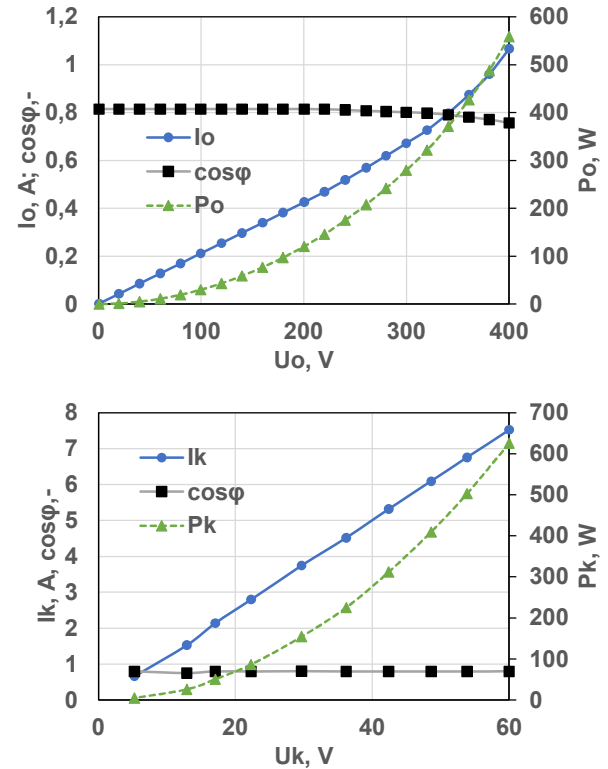 1,2
1
0,8
0,6
0,4
0,2
0
Io, A; cosφ,-
600
500
400
300
200
100
0
Po, W
Io
cosφ
Po
0 100 200 300 400
Uo, V
8
7
6
5
4
3
2
1
0
Ik, A, cosφ,-
700
600
500
400
300
200
100
0
Pk, W
Ik
cosφ
Pk
0 20 40 60
Uk, V